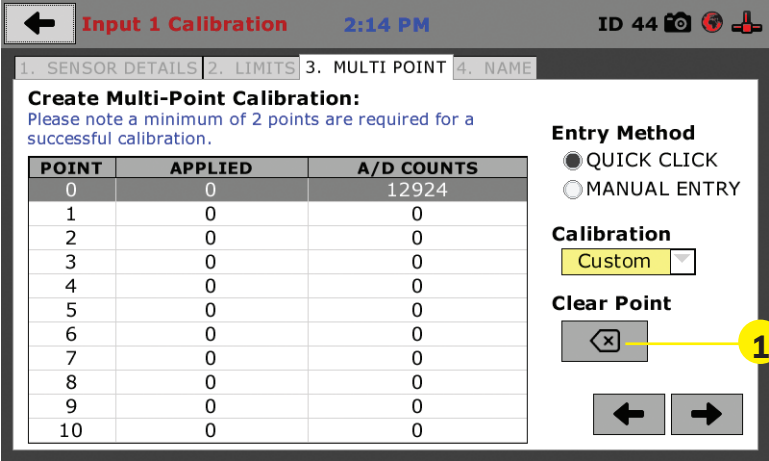 Input 1 Calibration 2:14 PM ID 44
1. SENSOR DETAILS 2. LIMITS 3. MULTI POINT 4. NAME
Create Multi-Point Calibration:
Please note a minimum of 2 points are required for a
successful calibration.
POINT APPLIED A/D COUNTS
0 0 12924
1 0 0
2 0 0
3 0 0
4 0 0
5 0 0
6 0 0
7 0 0
8 0 0
9 0 0
10 0 0
Entry Method
QUICK CLICK
MANUAL ENTRY
Calibration
Custom
Clear Point
1